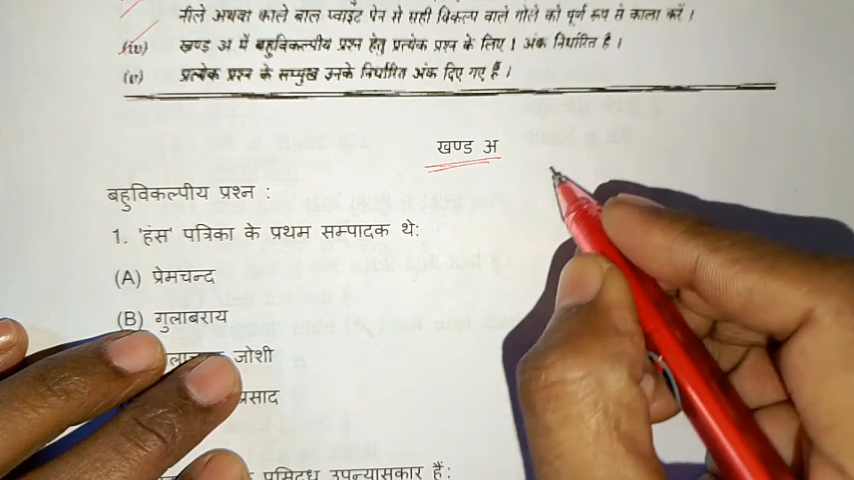 नीले अथवा काले बाल प्वाइंट पेन से सही विकल्प वाले गोले को पूर्ण रूप से काला करें।
(iv) खण्ड अ में बहुविकल्पीय प्रश्न हेतु प्रत्येक प्रश्न के लिए 1 अंक निर्धारित है।
(v) प्रत्येक प्रश्न के सम्मुख उनके निर्धारित अंक दिए गए हैं।
खण्ड अ
बहुविकल्पीय प्रश्न :
1. 'हंस' पत्रिका के प्रथम सम्पादक थे:
(A) प्रेमचन्द
(B) गुलाबराय
जोशी
प्रसाद
के प्रसिद्ध उपन्यासकार हैं: